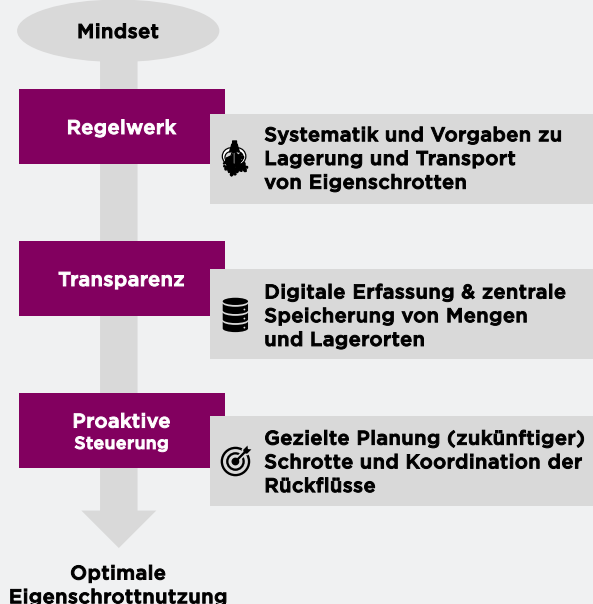 Mindset
Regelwerk
Systematik und Vorgaben zu
Lagerung und Transport
von Eigenschrotten
Transparenz
Digitale Erfassung & zentrale
Speicherung von Mengen
und Lagerorten
Proaktive
Steuerung
Gezielte Planung (zukünftiger)
Schrotte und Koordination der
Rückflüsse
Optimale
Eigenschrottnutzung